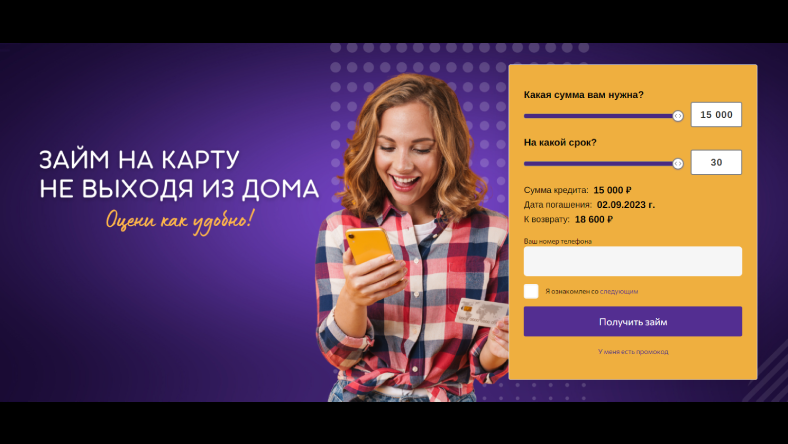 ЗАЙМ НА КАРТУ
НЕ ВЫХОДЯ ИЗ ДОМА
Оцени как удобно!
Какая сумма вам нужна?
15 000
На какой срок?
30
Сумма кредита: 15 000 ₽
Дата погашения: 02.09.2023 г.
К возврату: 18 600 ₽
Ваш номер телефона
Я ознакомлен со следующим
Получить займ
У меня есть промокод